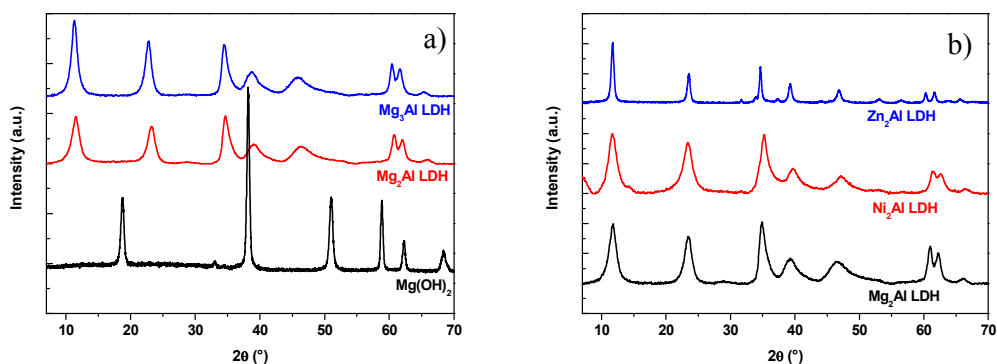 a)
Mg₃Al LDH
Mg₂Al LDH
Mg(OH)₂
Intensity (a.u.)
10 20 30 40 50 60 70
2θ (°)
b)
Zn₂Al LDH
Ni₂Al LDH
Mg₂Al LDH
Intensity (a.u.)
10 20 30 40 50 60 70
2θ (°)